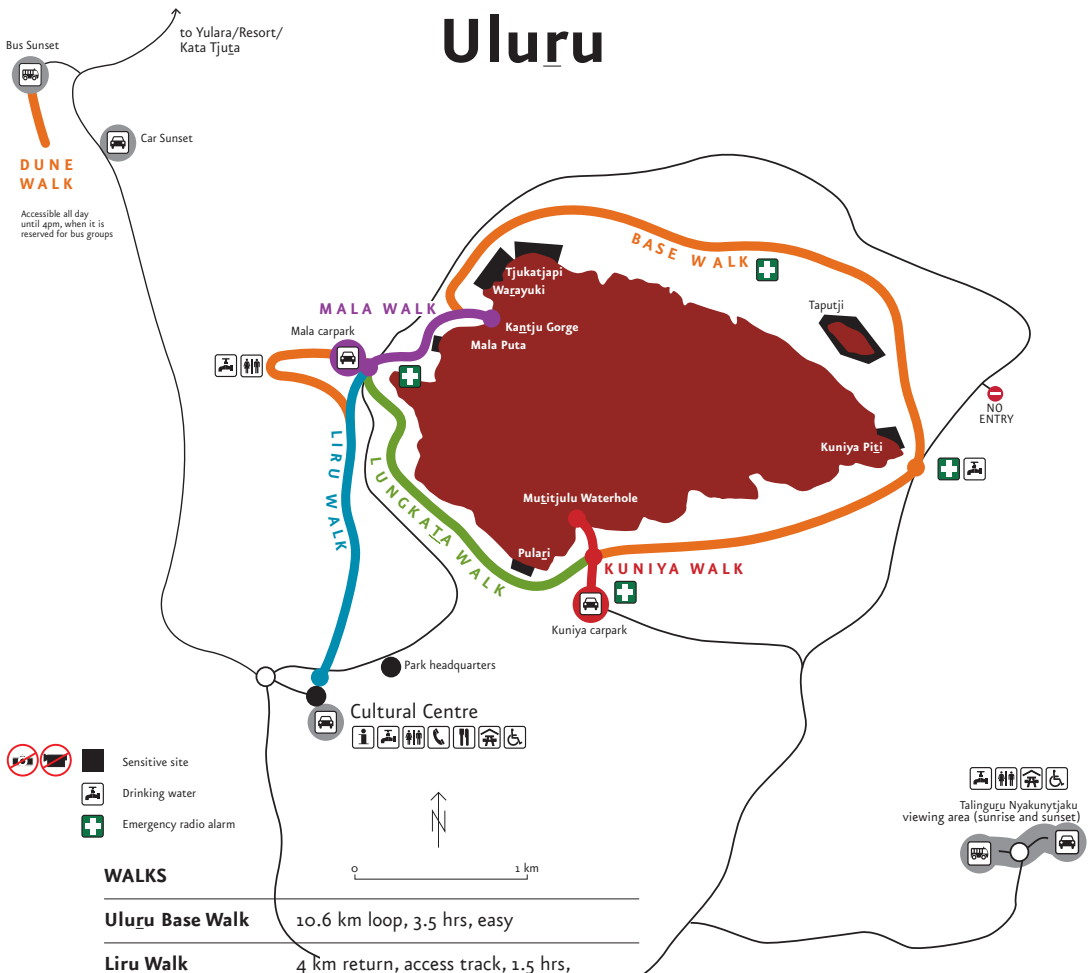 Uluṟu
to Yulara/Resort/
Kata Tjuṯa
Bus Sunset
Car Sunset
DUNE
WALK
Accessible all day
until 4pm, when it is
reserved for bus groups
BASE WALK
Tjukatjapi
Waṟayuki
MALA WALK
Taputji
Kaṉtju Gorge
Mala carpark
Mala Puta
NO
ENTRY
LIRU WALK
LUNGKAṮA WALK
Kuniya Piṯi
Muṯitjulu Waterhole
Pulaṟi
KUNIYA WALK
Kuniya carpark
Park headquarters
Cultural Centre
Sensitive site
Drinking water
Emergency radio alarm
N
Talinguṟu Nyakunytjaku
viewing area (sunrise and sunset)
0 1 km
WALKS
Uluṟu Base Walk 10.6 km loop, 3.5 hrs, easy
Liru Walk 4 km return, access track, 1.5 hrs,